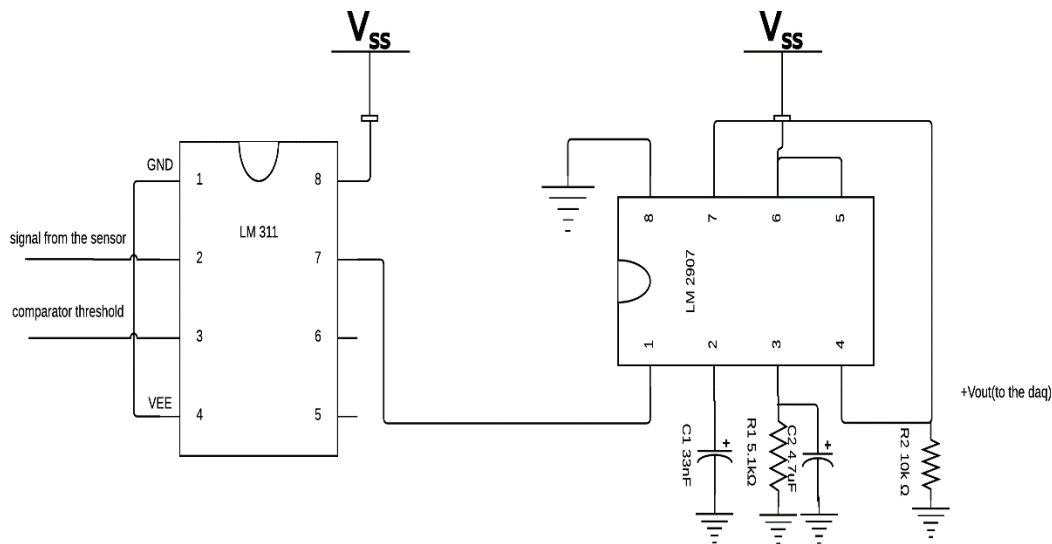 VSS
VSS
GND
1
8
8
7
6
5
signal from the sensor
LM 311
2
7
LM 2907
comparator threshold
3
6
1
2
3
4
VEE
4
5
+Vout(to the daq)
C1 33nF
R1 5.1kΩ
C2 4.7uF
R2 10k Ω